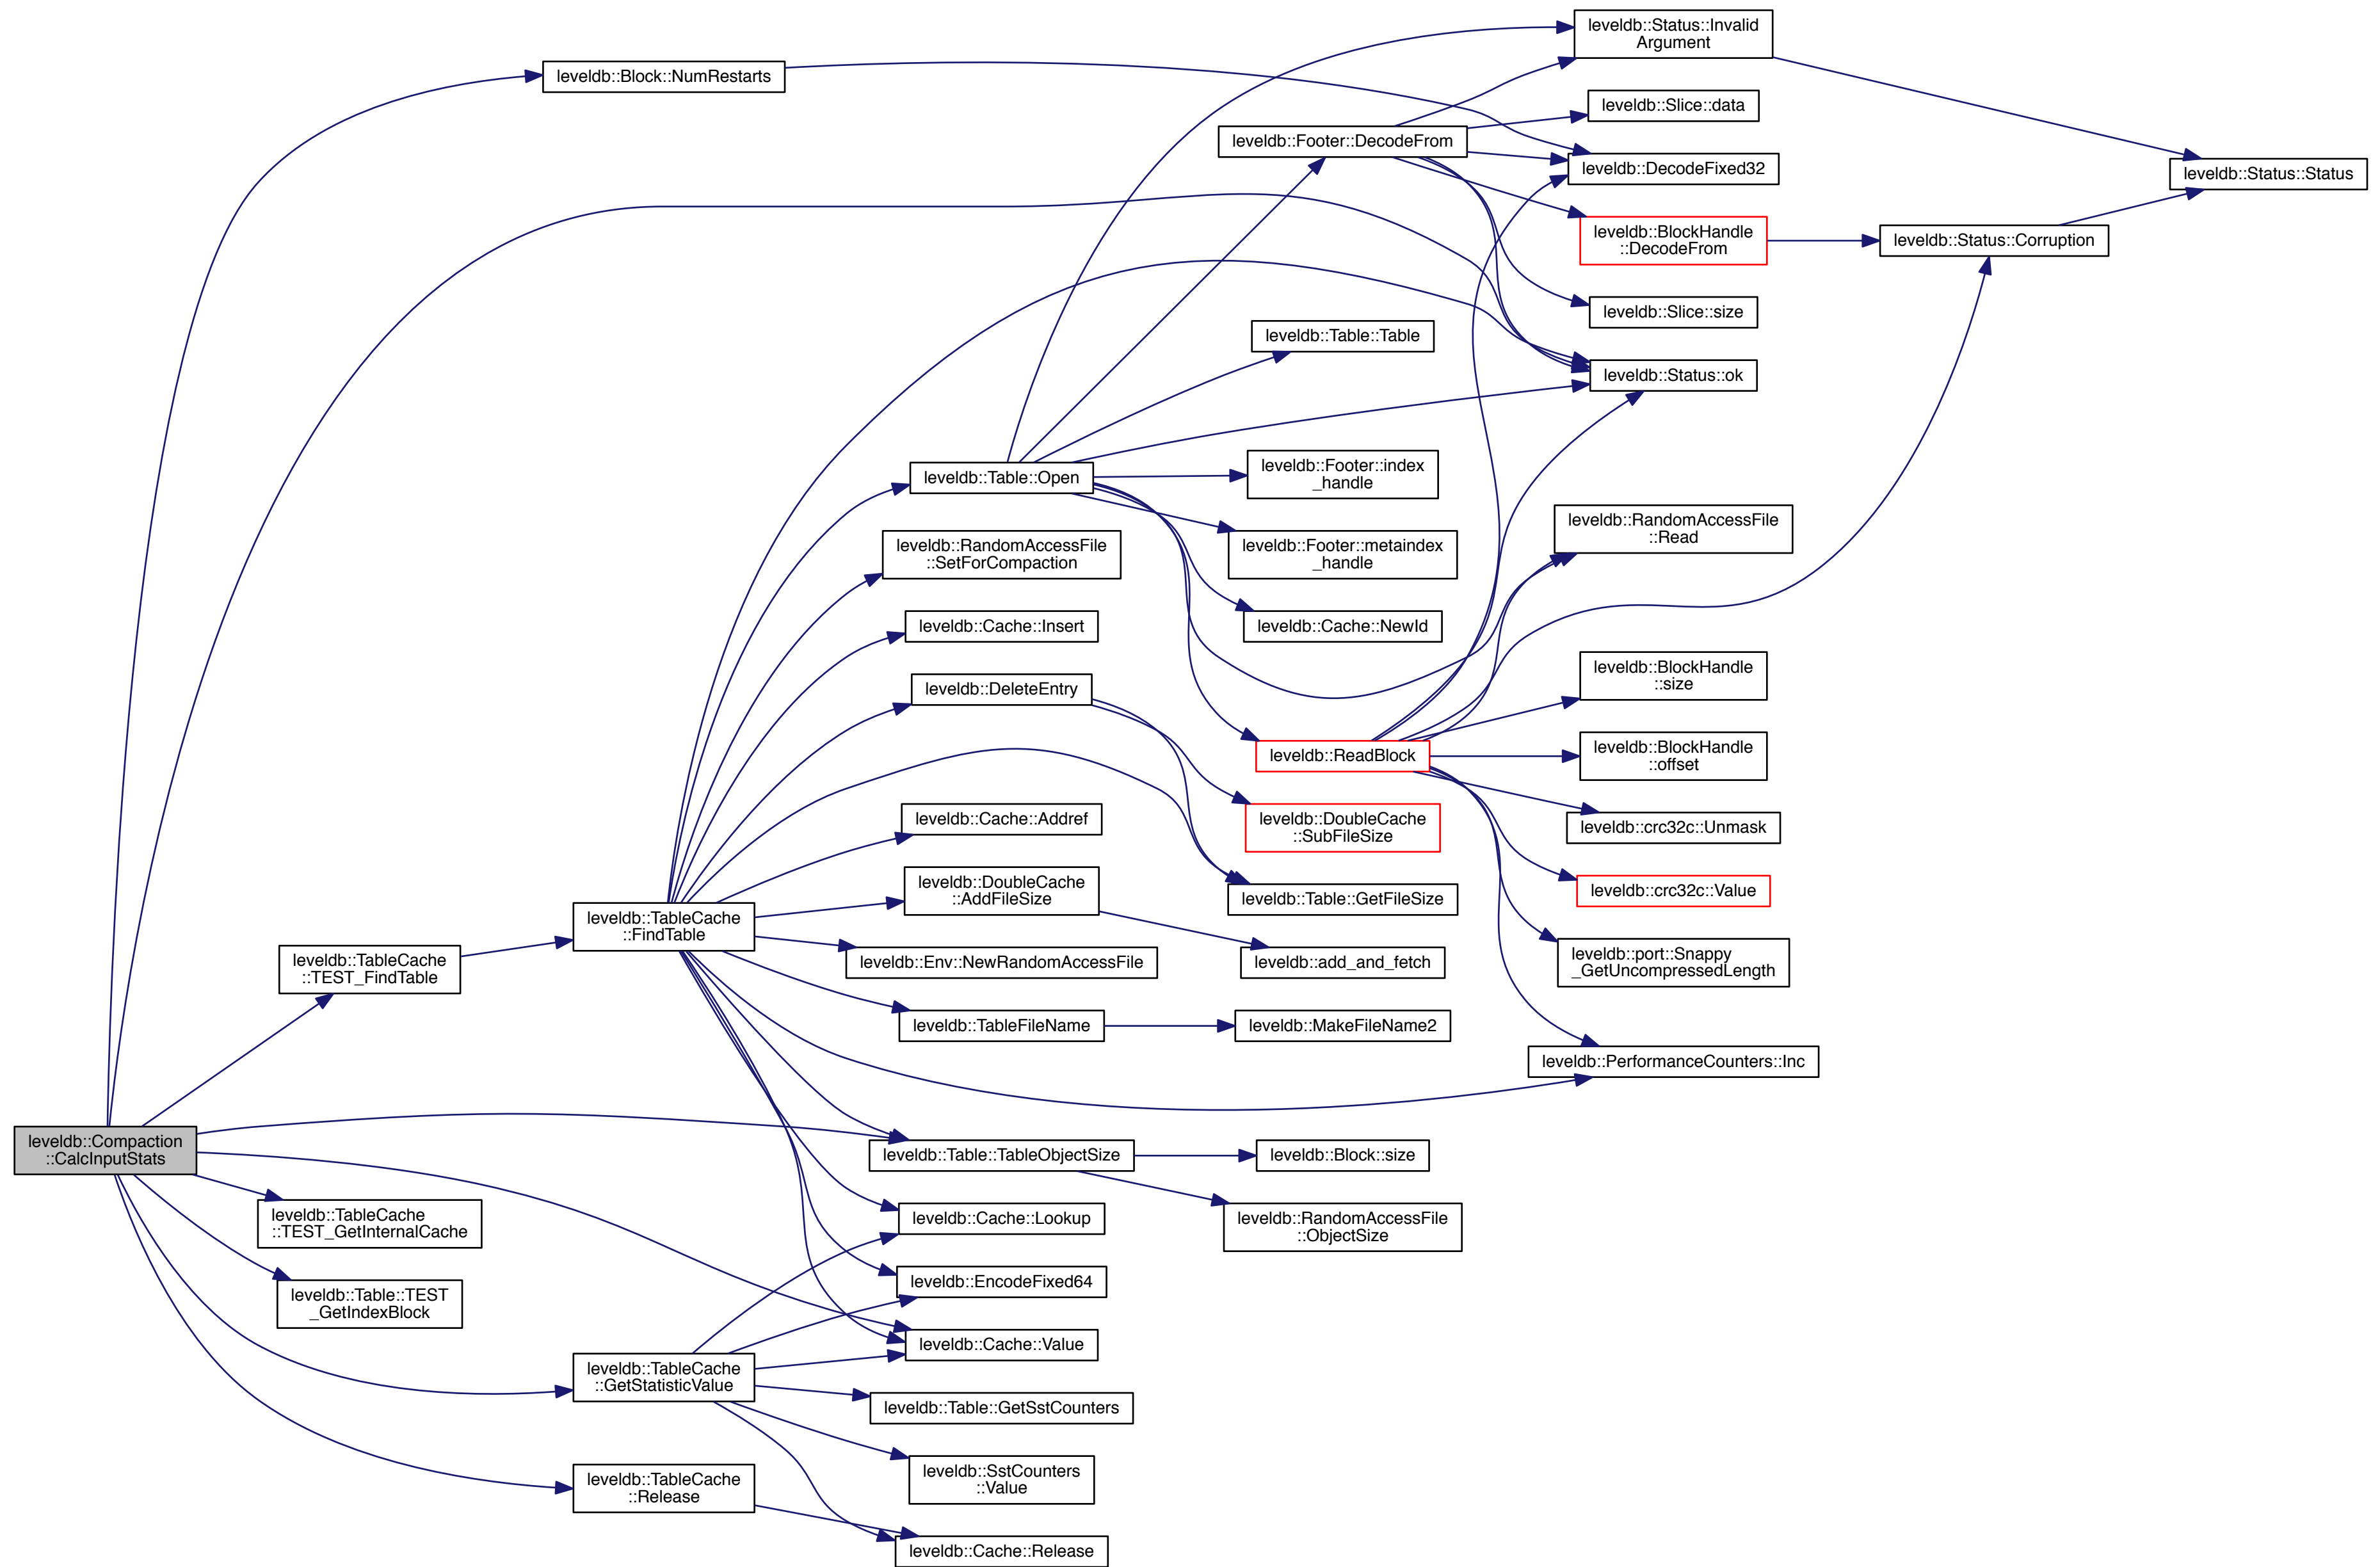 leveldb::Status::Invalid
Argument
leveldb::Block::NumRestarts
leveldb::Slice::data
leveldb::Footer::DecodeFrom
leveldb::DecodeFixed32
leveldb::Status::Status
leveldb::BlockHandle
::DecodeFrom
leveldb::Status::Corruption
leveldb::Slice::size
leveldb::Table::Table
leveldb::Status::ok
leveldb::Table::Open
leveldb::Footer::index
_handle
leveldb::RandomAccessFile
::Read
leveldb::RandomAccessFile
::SetForCompaction
leveldb::Footer::metaindex
_handle
leveldb::Cache::Insert
leveldb::Cache::NewId
leveldb::BlockHandle
::size
leveldb::DeleteEntry
leveldb::ReadBlock
leveldb::BlockHandle
::offset
leveldb::Cache::Addref
leveldb::DoubleCache
::SubFileSize
leveldb::crc32c::Unmask
leveldb::DoubleCache
::AddFileSize
leveldb::Table::GetFileSize
leveldb::crc32c::Value
leveldb::TableCache
::FindTable
leveldb::TableCache
::TEST_FindTable
leveldb::Env::NewRandomAccessFile
leveldb::add_and_fetch
leveldb::port::Snappy
_GetUncompressedLength
leveldb::TableFileName
leveldb::MakeFileName2
leveldb::PerformanceCounters::Inc
leveldb::Compaction
::CalcInputStats
leveldb::Table::TableObjectSize
leveldb::Block::size
leveldb::TableCache
::TEST_GetInternalCache
leveldb::Cache::Lookup
leveldb::RandomAccessFile
::ObjectSize
leveldb::Table::TEST
_GetIndexBlock
leveldb::EncodeFixed64
leveldb::Cache::Value
leveldb::TableCache
::GetStatisticValue
leveldb::Table::GetSstCounters
leveldb::SstCounters
::Value
leveldb::TableCache
::Release
leveldb::Cache::Release